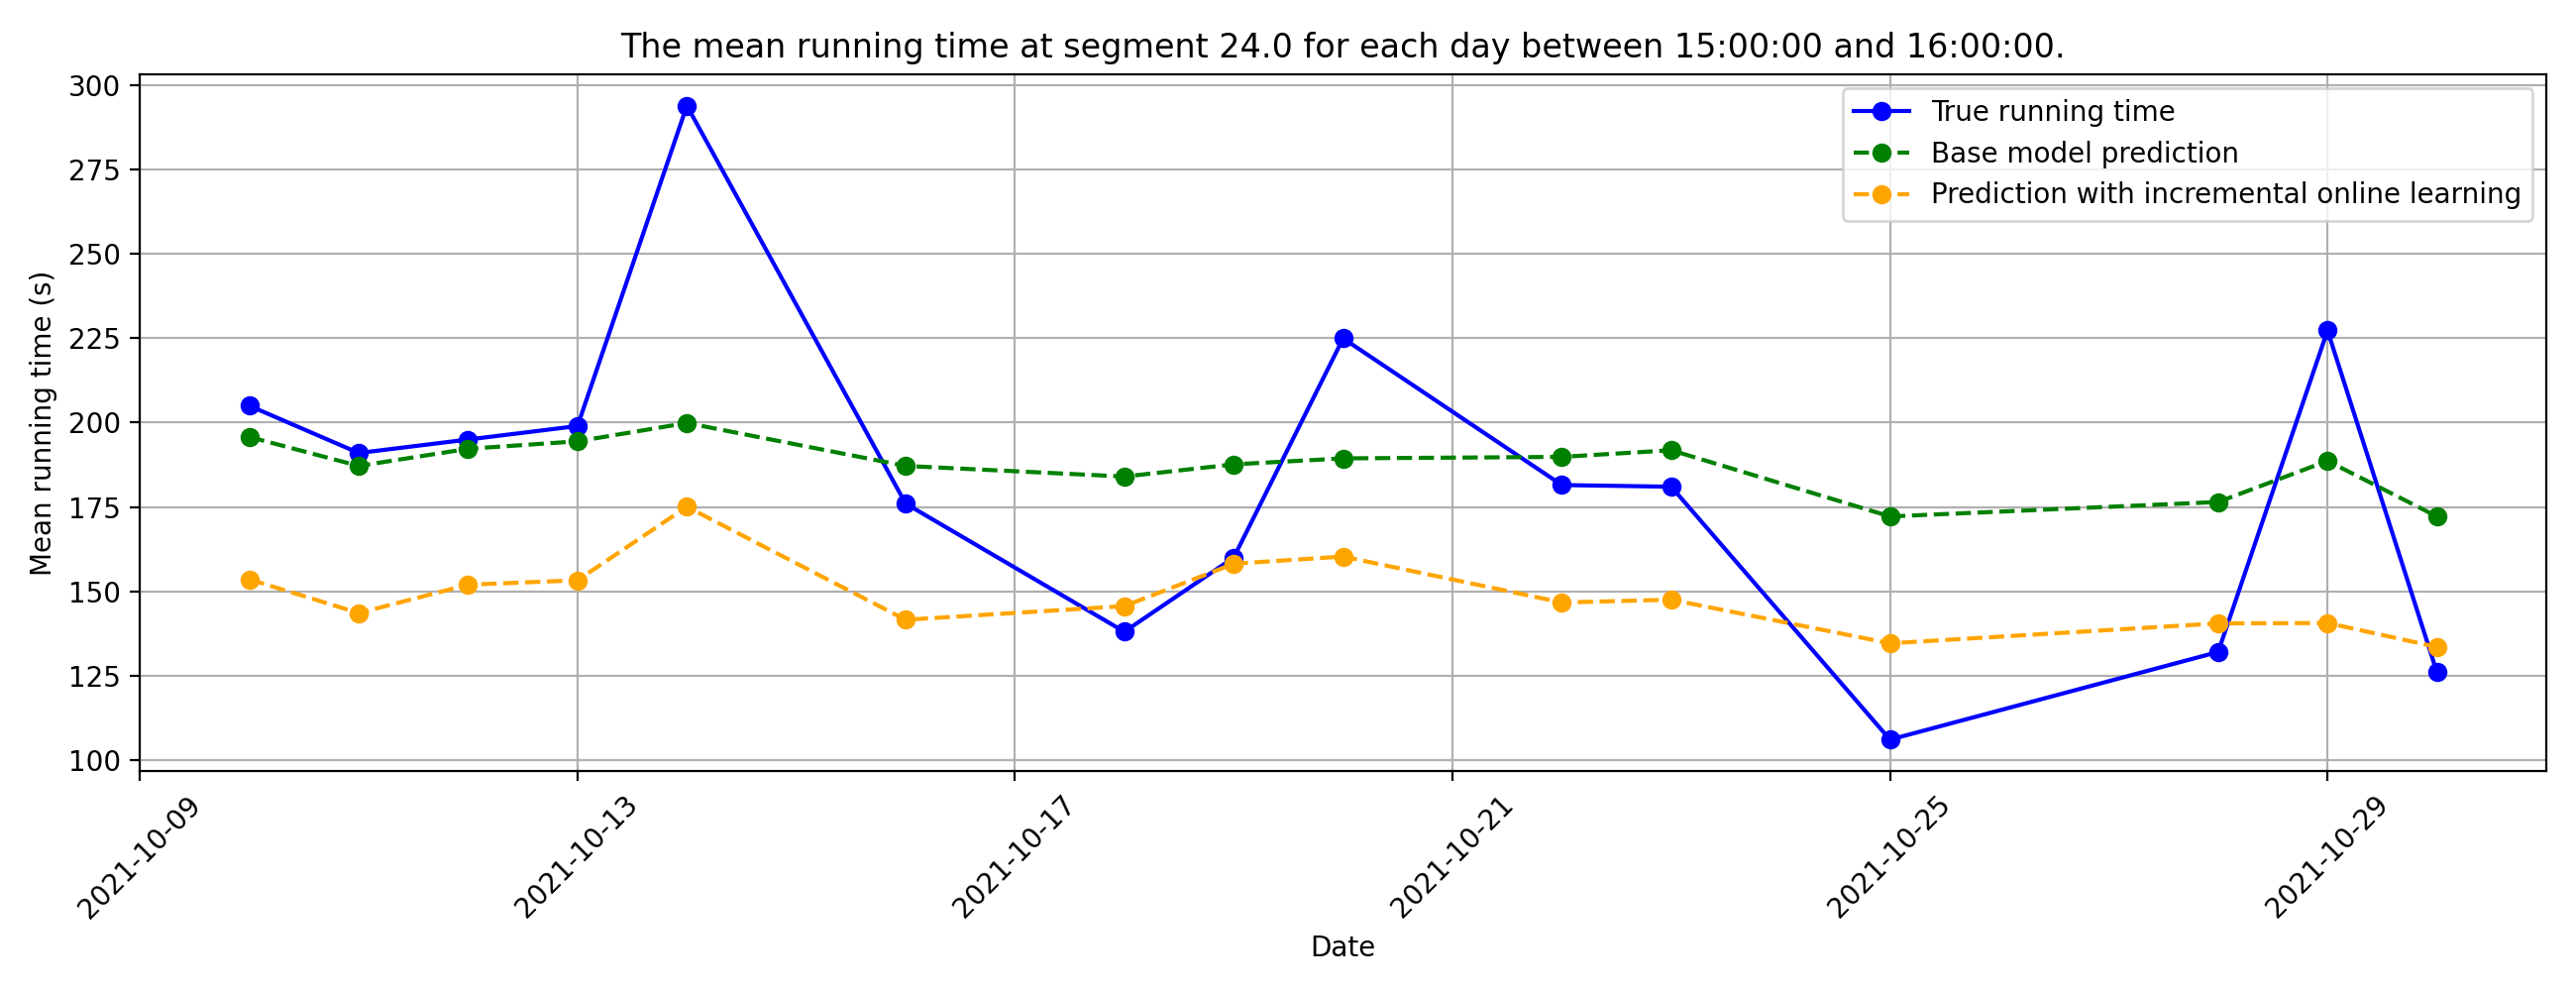 The mean running time at segment 24.0 for each day between 15:00:00 and 16:00:00.
300
275
250
225
200
175
150
125
100
Mean running time (s)
True running time
Base model prediction
Prediction with incremental online learning
2021-10-09
2021-10-13
2021-10-17
2021-10-21
2021-10-25
2021-10-29
Date